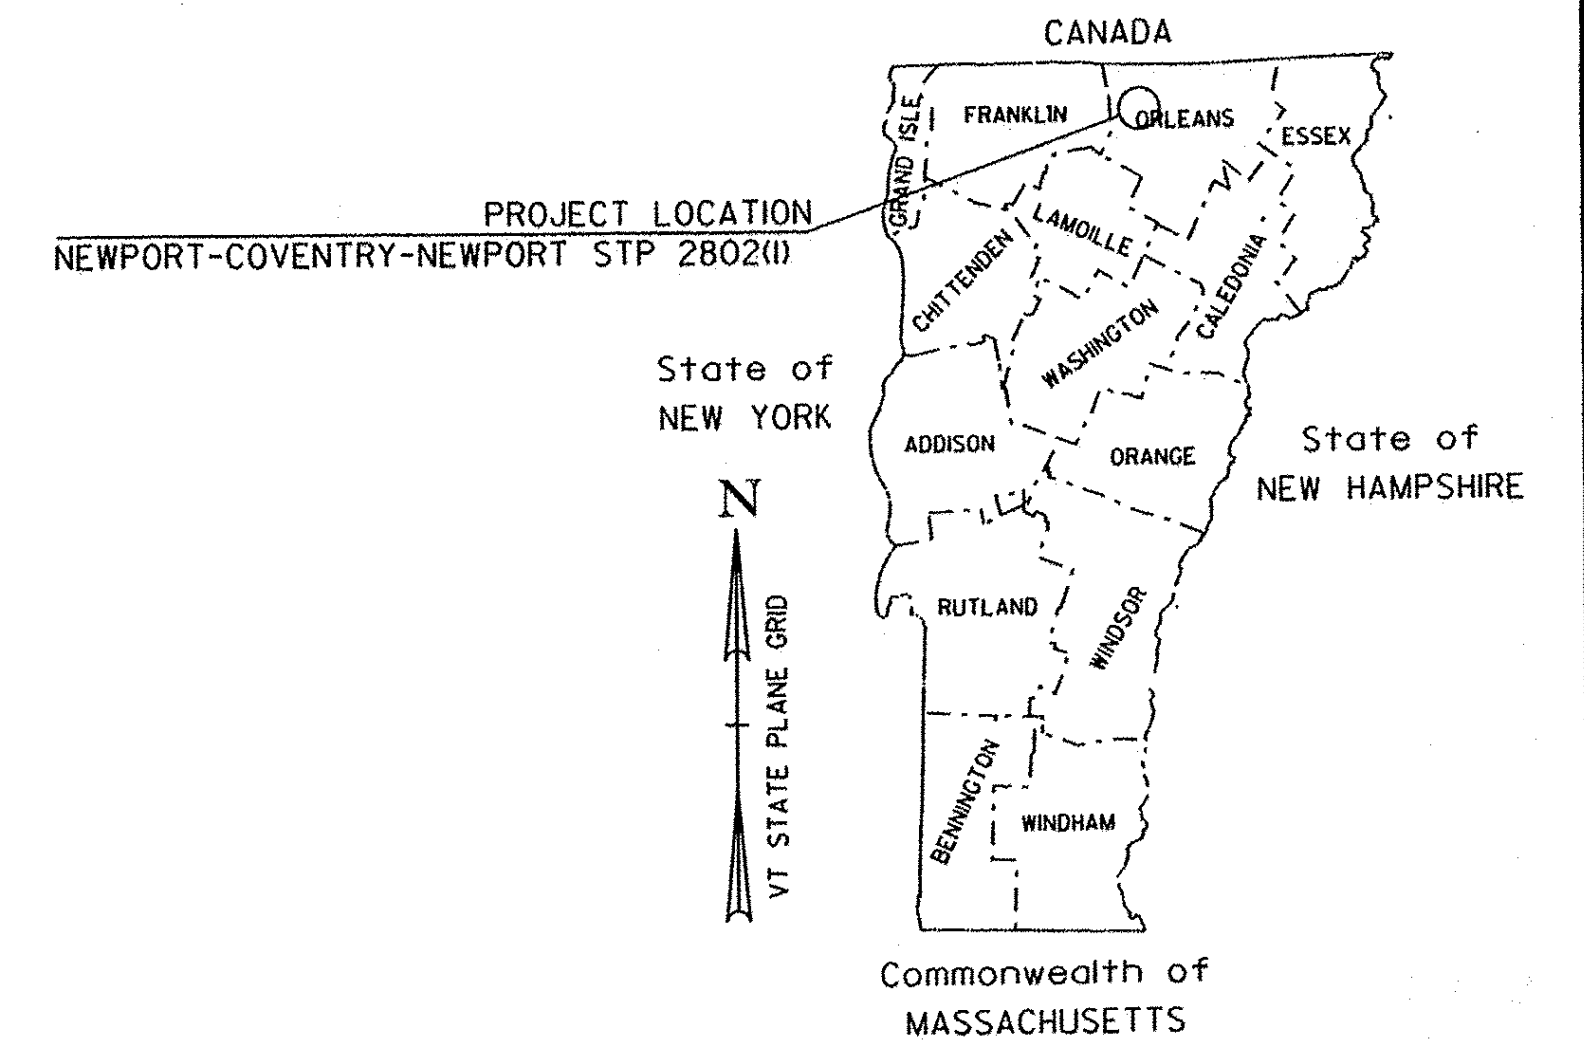 CANADA
FRANKLIN
ORLEANS
ESSEX
GRAND ISLE
PROJECT LOCATION
NEWPORT-COVENTRY-NEWPORT STP 2802(1)
LAMOILLE
CHITTENDEN
CALEDONIA
WASHINGTON
State of
NEW YORK
ADDISON
ORANGE
State of
NEW HAMPSHIRE
N
VT STATE PLANE GRID
RUTLAND
WINDSOR
BENNINGTON
WINDHAM
Commonwealth of
MASSACHUSETTS